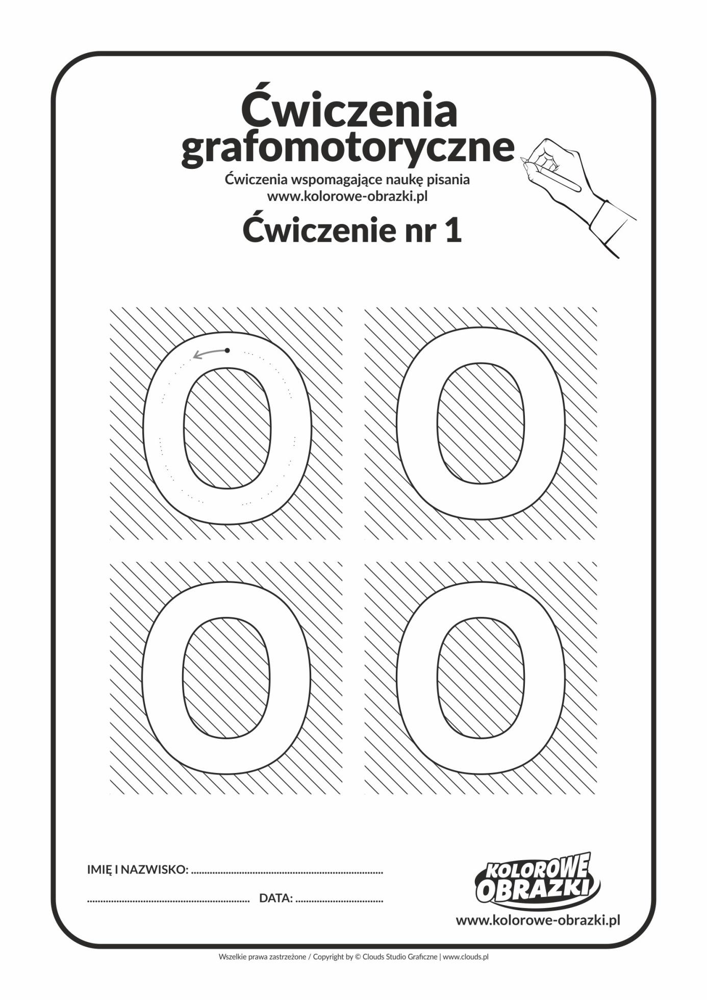 Ćwiczenia
grafomotoryczne
Ćwiczenia wspomagające naukę pisania
www.kolorowe-obrazki.pl
Ćwiczenie nr 1
O O
O O
IMIĘ I NAZWISKO: ........................................................................
............................................................. DATA: .................................
KOLOROWE
OBRAZKI
www.kolorowe-obrazki.pl
Wszelkie prawa zastrzeżone / Copyright by © Clouds Studio Graficzne | www.clouds.pl